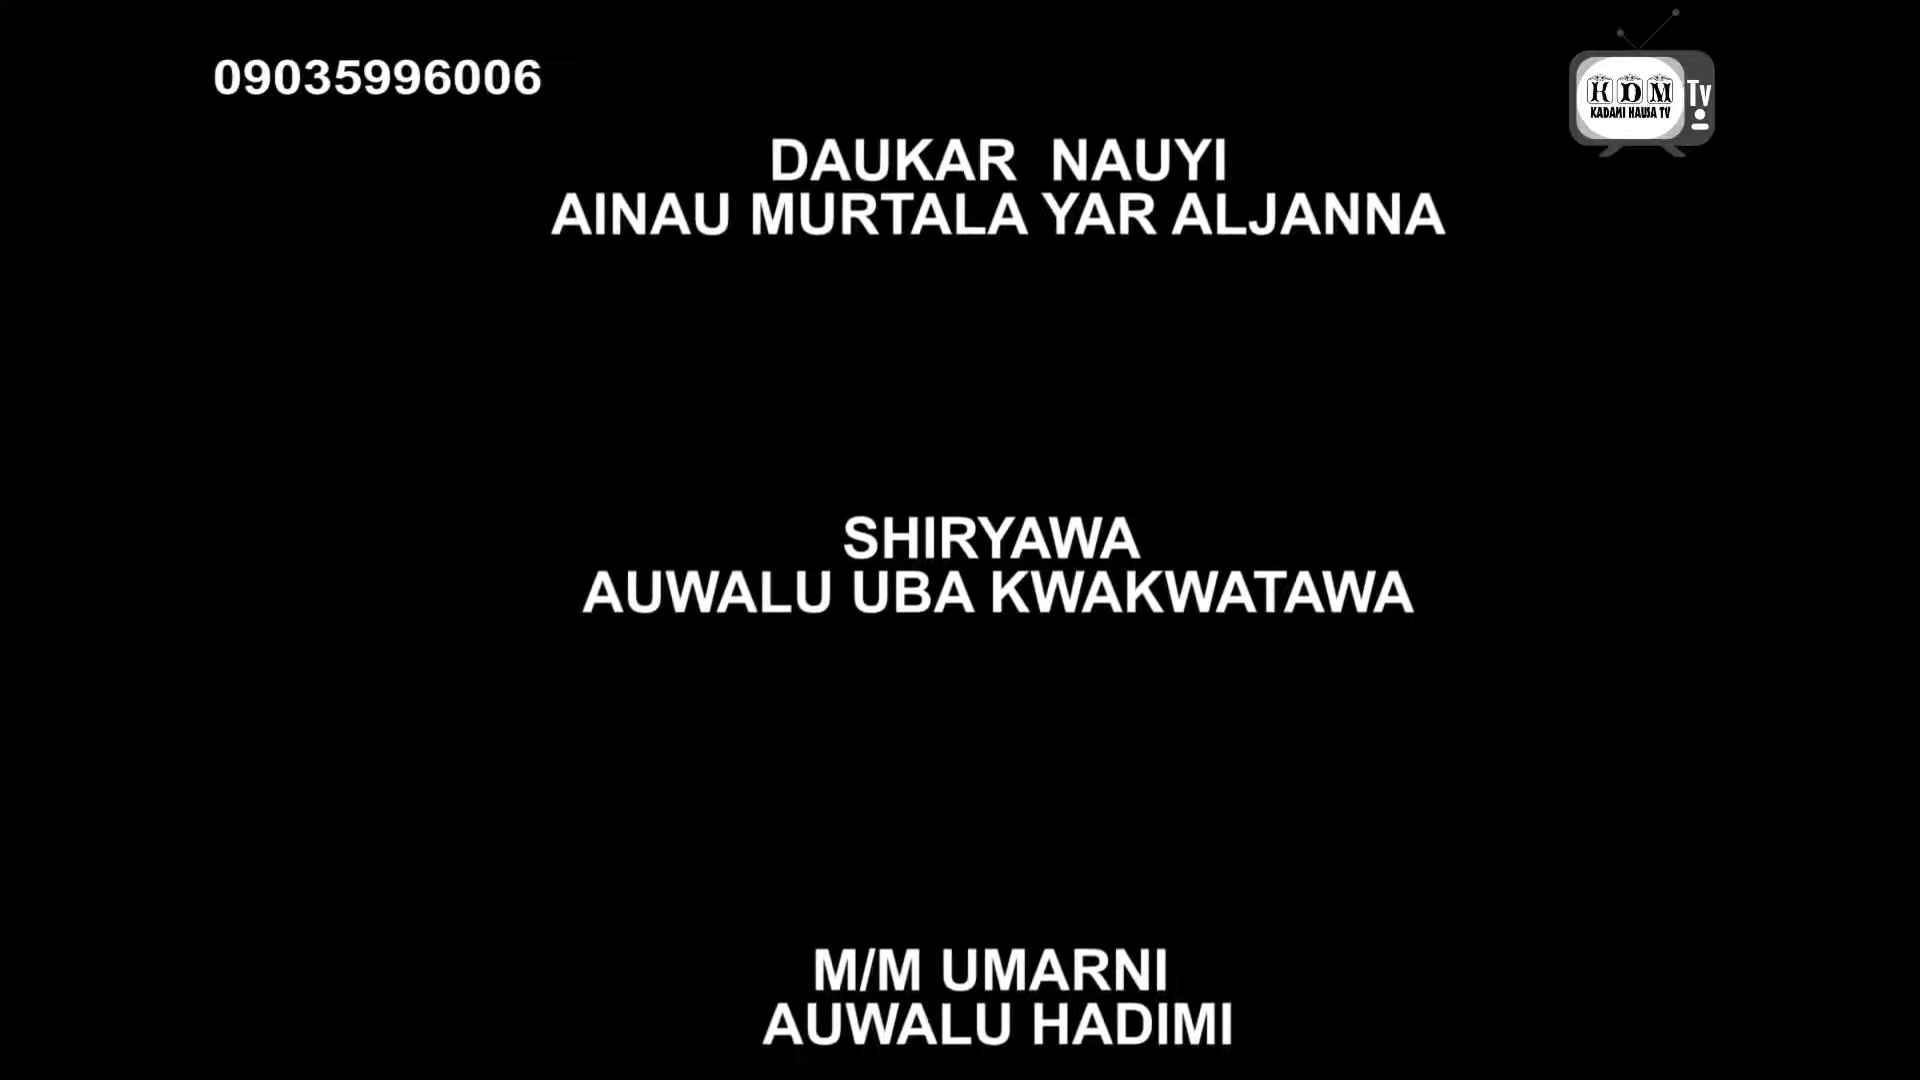 09035996006
KDM Tv
KADAMI HAUSA TV
DAUKAR NAUYI
AINAU MURTALA YAR ALJANNA
SHIRYAWA
AUWALU UBA KWAKWATAWA
M/M UMARNI
AUWALU HADIMI